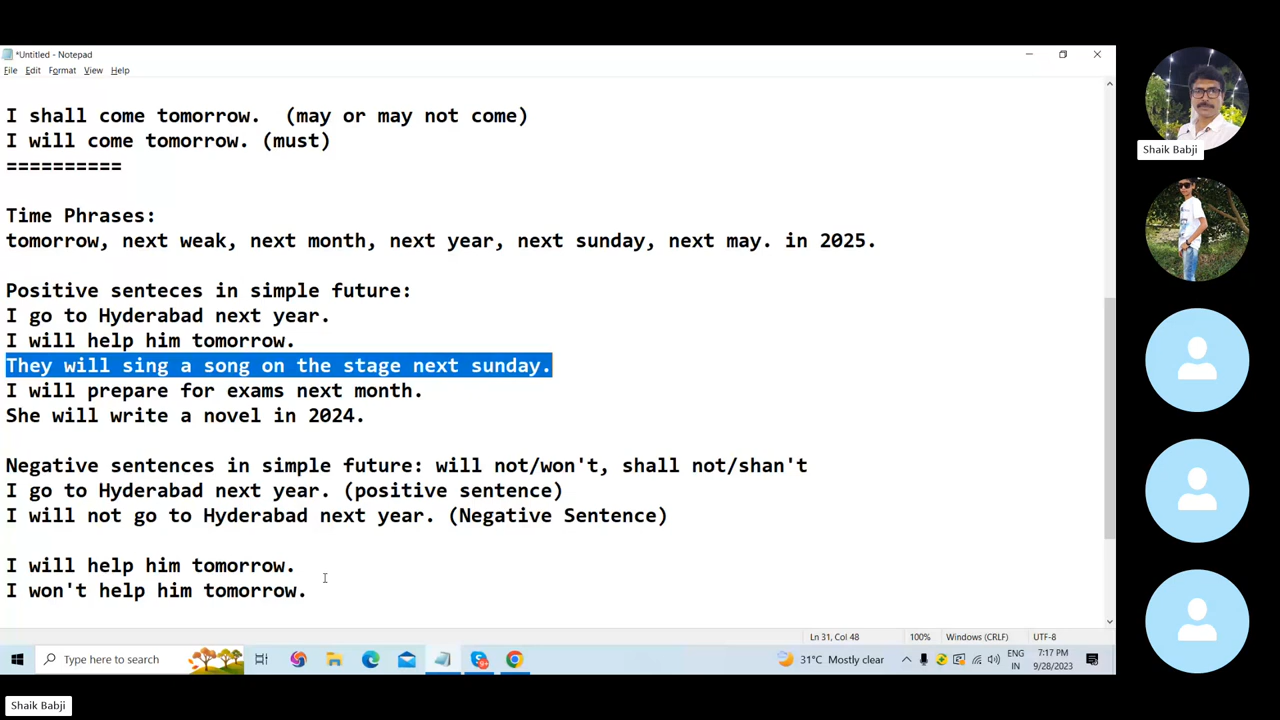 *Untitled - Notepad
File Edit Format View Help
I shall come tomorrow.  (may or may not come)
I will come tomorrow. (must)
==========
Time Phrases:
tomorrow, next weak, next month, next year, next sunday, next may. in 2025.
Positive senteces in simple future:
I go to Hyderabad next year.
I will help him tomorrow.
They will sing a song on the stage next sunday.
I will prepare for exams next month.
She will write a novel in 2024.
Negative sentences in simple future: will not/won't, shall not/shan't
I go to Hyderabad next year. (positive sentence)
I will not go to Hyderabad next year. (Negative Sentence)
I will help him tomorrow.
I won't help him tomorrow.
Ln 31, Col 48 100% Windows (CRLF) UTF-8
Type here to search 31°C Mostly clear ENG IN 7:17 PM 9/28/2023
Shaik Babji
Shaik Babji